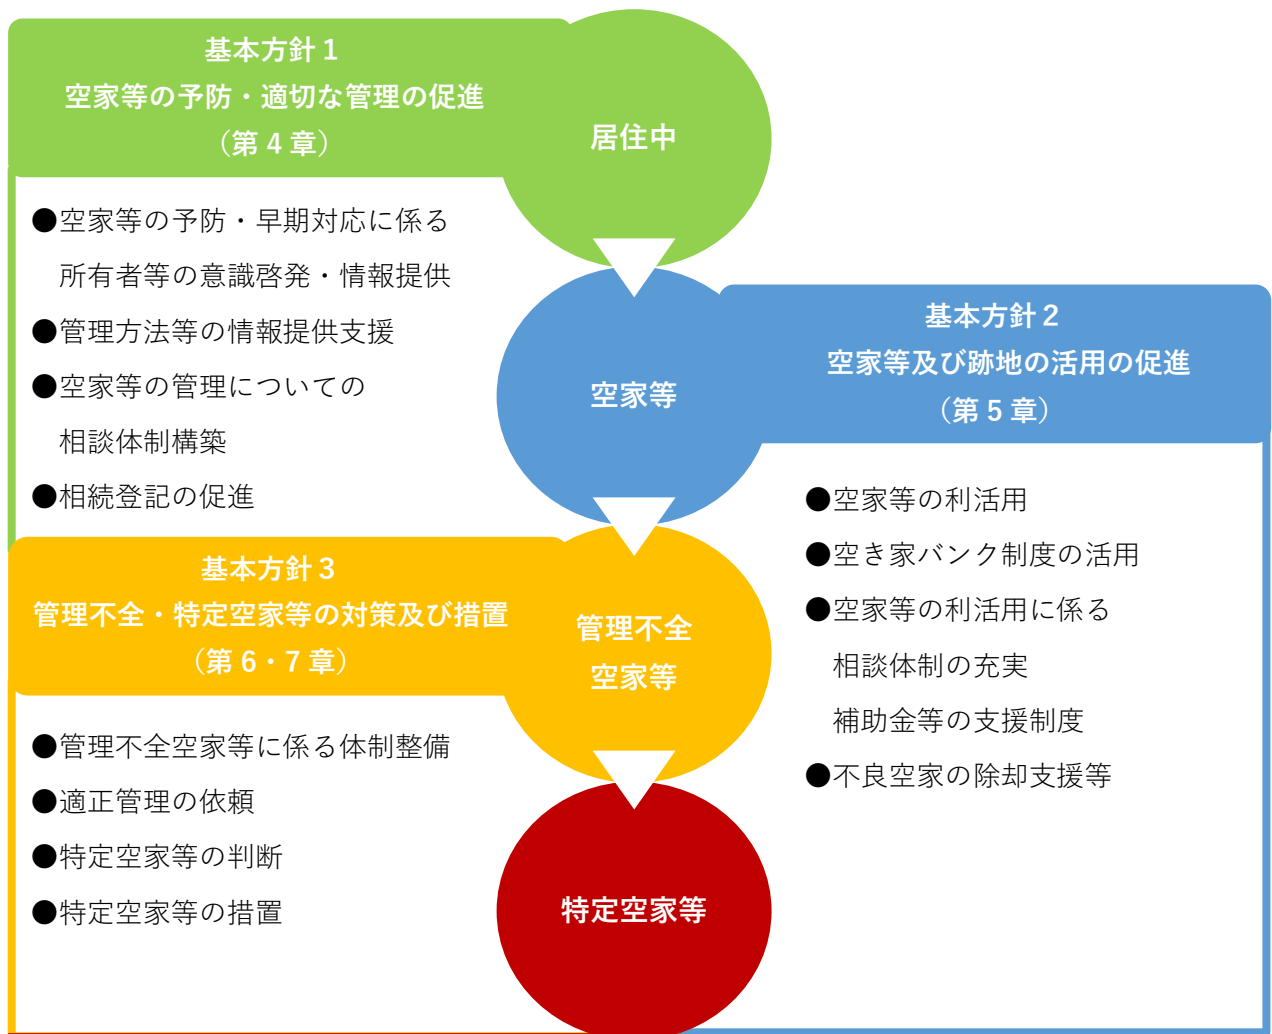 基本方針１
空家等の予防・適切な管理の促進
（第４章）
居住中
●空家等の予防・早期対応に係る
所有者等の意識啓発・情報提供
●管理方法等の情報提供支援
●空家等の管理についての
相談体制構築
●相続登記の促進
空家等
基本方針２
空家等及び跡地の活用の促進
（第５章）
●空家等の利活用
●空き家バンク制度の活用
●空家等の利活用に係る
相談体制の充実
補助金等の支援制度
●不良空家の除却支援等
基本方針３
管理不全・特定空家等の対策及び措置
（第６・７章）
管理不全
空家等
●管理不全空家等に係る体制整備
●適正管理の依頼
●特定空家等の判断
●特定空家等の措置
特定空家等